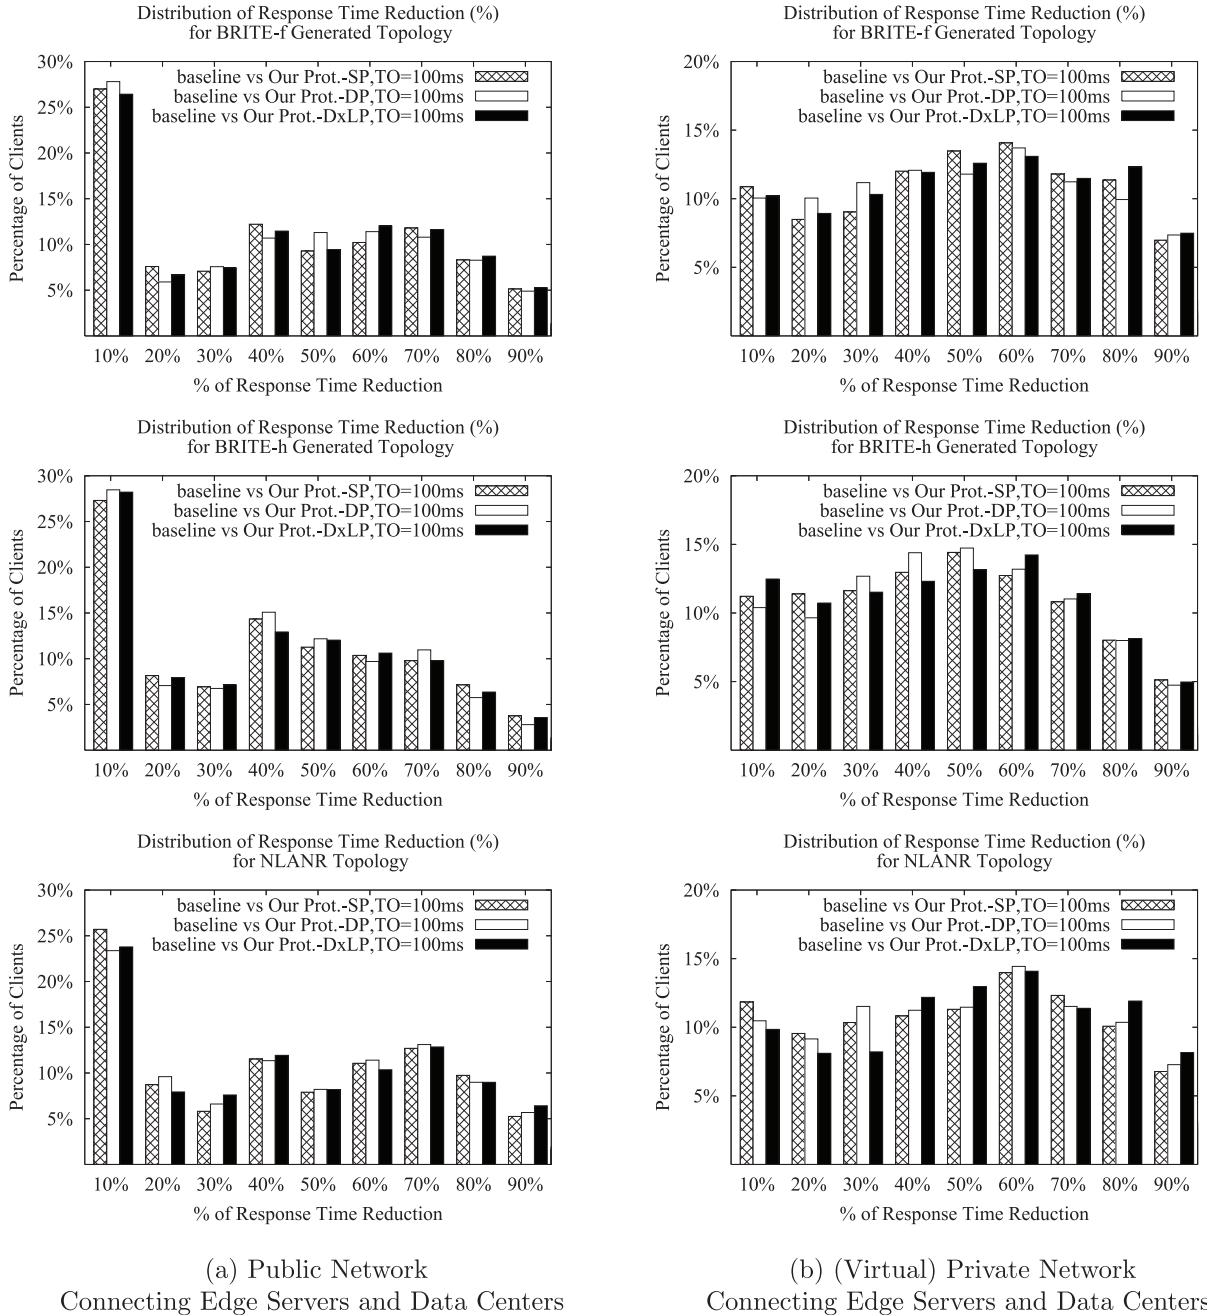 Distribution of Response Time Reduction (%)
for BRITE-f Generated Topology
30%
25%
20%
15%
10%
5%
Percentage of Clients
baseline vs Our Prot.-SP,TO=100ms
baseline vs Our Prot.-DP,TO=100ms
baseline vs Our Prot.-DxLP,TO=100ms
10% 20% 30% 40% 50% 60% 70% 80% 90%
% of Response Time Reduction
Distribution of Response Time Reduction (%)
for BRITE-f Generated Topology
20%
15%
10%
5%
Percentage of Clients
baseline vs Our Prot.-SP,TO=100ms
baseline vs Our Prot.-DP,TO=100ms
baseline vs Our Prot.-DxLP,TO=100ms
10% 20% 30% 40% 50% 60% 70% 80% 90%
% of Response Time Reduction
Distribution of Response Time Reduction (%)
for BRITE-h Generated Topology
30%
25%
20%
15%
10%
5%
Percentage of Clients
baseline vs Our Prot.-SP,TO=100ms
baseline vs Our Prot.-DP,TO=100ms
baseline vs Our Prot.-DxLP,TO=100ms
10% 20% 30% 40% 50% 60% 70% 80% 90%
% of Response Time Reduction
Distribution of Response Time Reduction (%)
for BRITE-h Generated Topology
20%
15%
10%
5%
Percentage of Clients
baseline vs Our Prot.-SP,TO=100ms
baseline vs Our Prot.-DP,TO=100ms
baseline vs Our Prot.-DxLP,TO=100ms
10% 20% 30% 40% 50% 60% 70% 80% 90%
% of Response Time Reduction
Distribution of Response Time Reduction (%)
for NLANR Topology
30%
25%
20%
15%
10%
5%
Percentage of Clients
baseline vs Our Prot.-SP,TO=100ms
baseline vs Our Prot.-DP,TO=100ms
baseline vs Our Prot.-DxLP,TO=100ms
10% 20% 30% 40% 50% 60% 70% 80% 90%
% of Response Time Reduction
Distribution of Response Time Reduction (%)
for NLANR Topology
20%
15%
10%
5%
Percentage of Clients
baseline vs Our Prot.-SP,TO=100ms
baseline vs Our Prot.-DP,TO=100ms
baseline vs Our Prot.-DxLP,TO=100ms
10% 20% 30% 40% 50% 60% 70% 80% 90%
% of Response Time Reduction
(a) Public Network
Connecting Edge Servers and Data Centers
(b) (Virtual) Private Network
Connecting Edge Servers and Data Centers